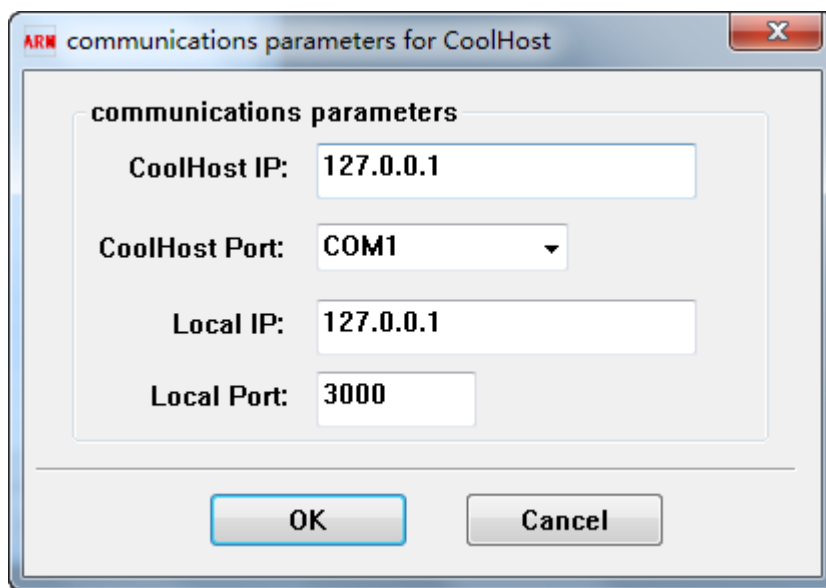 ARM communications parameters for CoolHost
communications parameters
CoolHost IP: 127.0.0.1
CoolHost Port: COM1
Local IP: 127.0.0.1
Local Port: 3000
OK Cancel